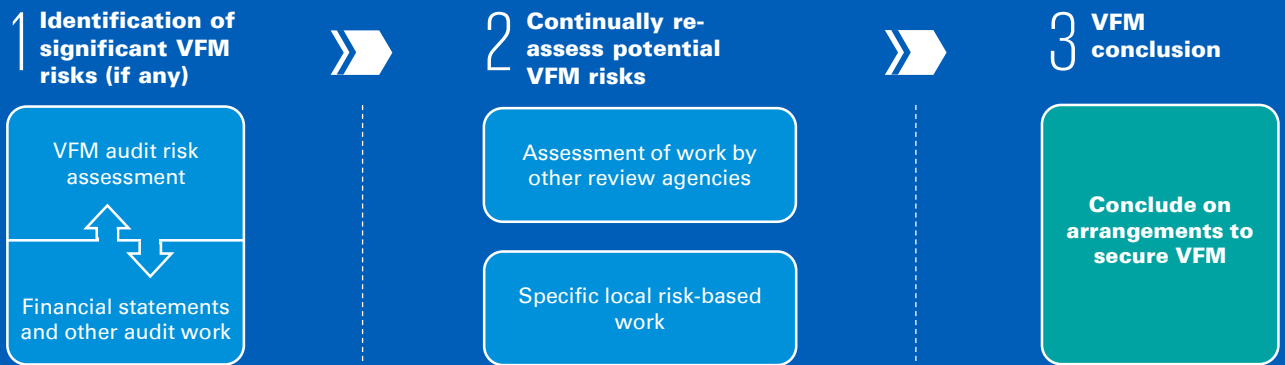 1
Identification of
significant VFM
risks (if any)
VFM audit risk
assessment
Financial statements
and other audit work
2
Continually re-
assess potential
VFM risks
Assessment of work by
other review agencies
Specific local risk-based
work
3
VFM
conclusion
Conclude on
arrangements to
secure VFM